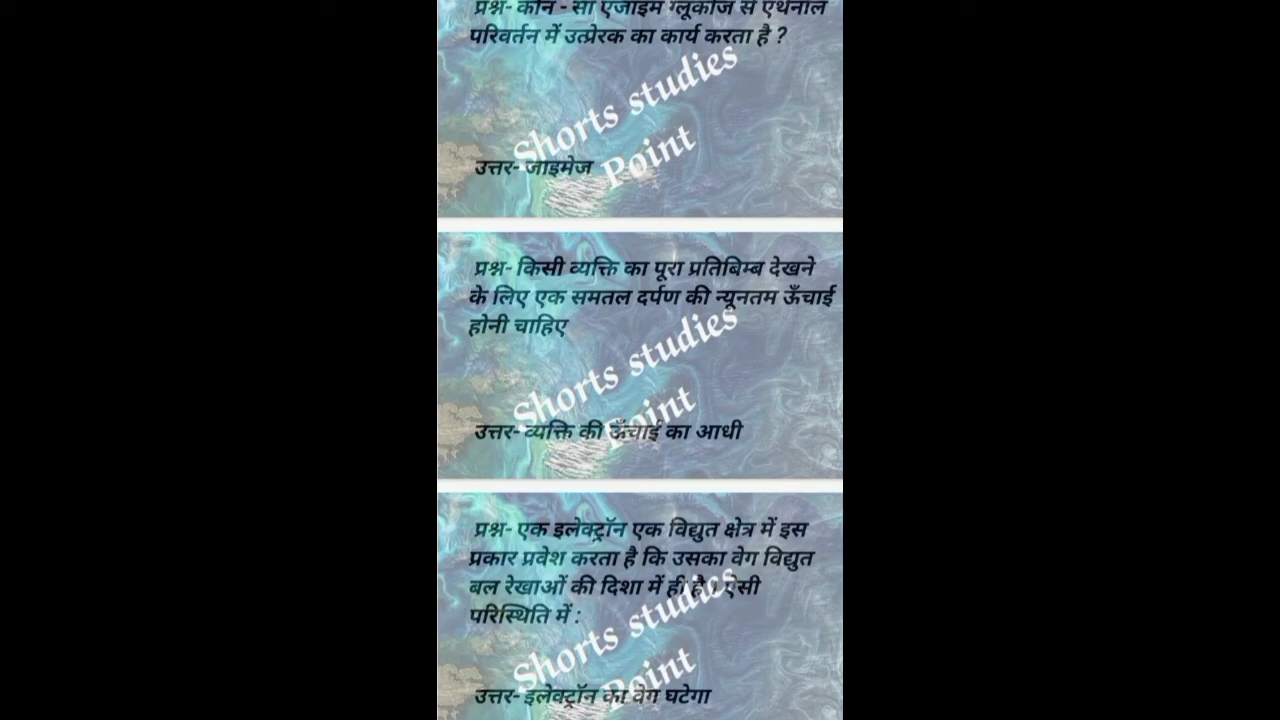 प्रश्न- कौन - सा एंजाइम ग्लूकोज से एथेनॉल
परिवर्तन में उत्प्रेरक का कार्य करता है ?
Shorts studies
Point
उत्तर- जाइमेज
प्रश्न- किसी व्यक्ति का पूरा प्रतिबिम्ब देखने
के लिए एक समतल दर्पण की न्यूनतम ऊँचाई
होनी चाहिए
Shorts studies
Point
उत्तर- व्यक्ति की ऊँचाई का आधी
प्रश्न- एक इलेक्ट्रॉन एक विद्युत क्षेत्र में इस
प्रकार प्रवेश करता है कि उसका वेग विद्युत
बल रेखाओं की दिशा में ही है । ऐसी
परिस्थिति में :
Shorts studies
Point
उत्तर- इलेक्ट्रॉन का वेग घटेगा